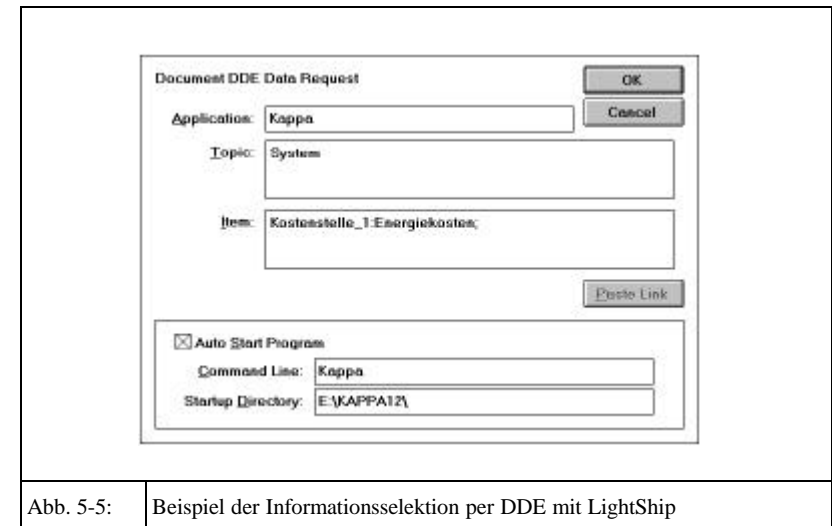 Document DDE Data Request
OK
Cancel
Application: Kappa
Topic: System
Item: Kostenstelle_1:Energiekosten;
Paste Link
Auto Start Program
Command Line: Kappa
Startup Directory: E:\KAPPA12\
Abb. 5-5: Beispiel der Informationsselektion per DDE mit LightShip